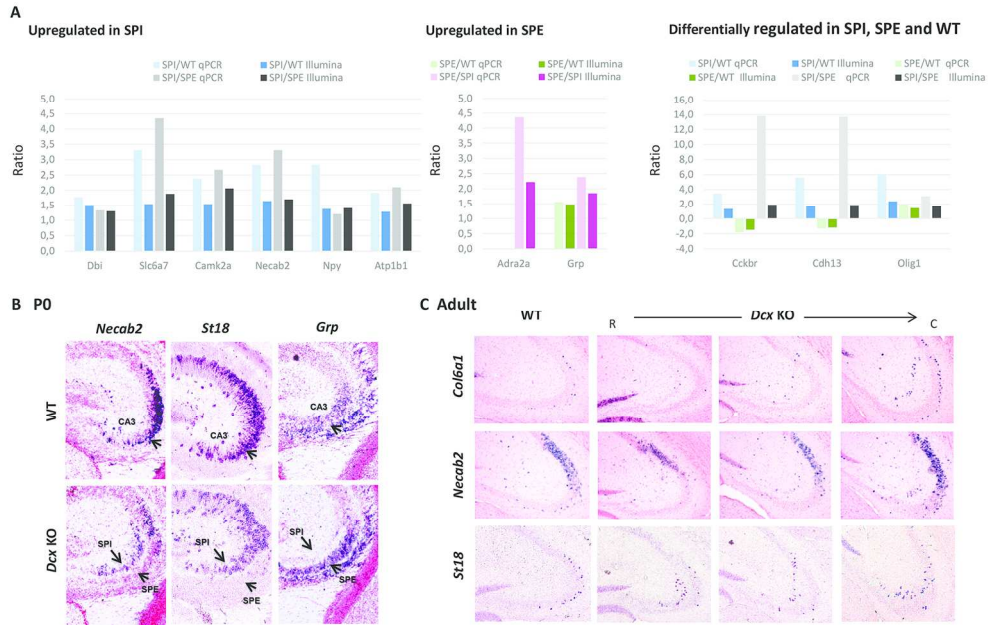 A
Upregulated in SPI
SPI/WT qPCR SPI/WT Illumina
SPI/SPE qPCR SPI/SPE Illumina
5,0
4,5
4,0
3,5
3,0
2,5
2,0
1,5
1,0
0,5
0,0
Ratio
Dbi Slc6a7 Camk2a Necab2 Npy Atp1b1
Upregulated in SPE
SPE/WT qPCR SPE/WT Illumina
SPE/SPI qPCR SPE/SPI Illumina
5,0
4,5
4,0
3,5
3,0
2,5
2,0
1,5
1,0
0,5
0,0
Ratio
Adra2a Grp
Differentially regulated in SPI, SPE and WT
SPI/WT qPCR SPI/WT Illumina SPE/WT qPCR
SPE/WT Illumina SPI/SPE qPCR SPI/SPE Illumina
16,0
14,0
12,0
10,0
8,0
6,0
4,0
2,0
0,0
-2,0
-4,0
Ratio
Cckbr Cdh13 Olig1
B P0
Necab2 St18 Grp
WT
CA3 CA3 CA3
Dcx KO
SPI SPI SPI
SPE SPE SPE
C Adult
WT Dcx KO
R C
Col6a1
Necab2
St18